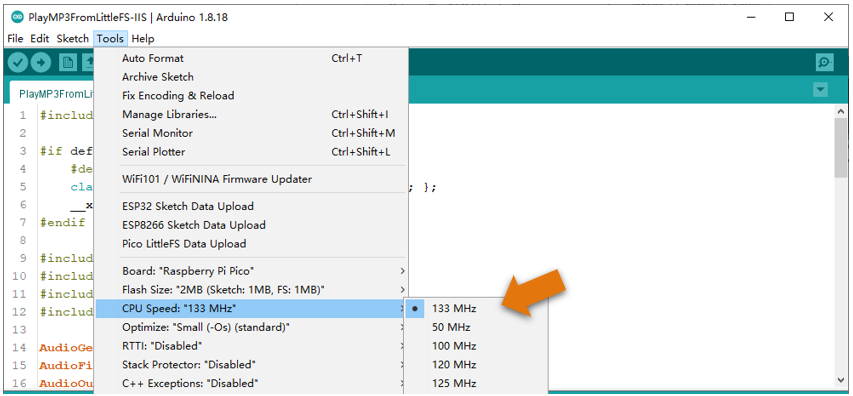 PlayMP3FromLittleFS-IIS | Arduino 1.8.18
File Edit Sketch Tools Help
PlayMP3FromLi
Auto Format Ctrl+T
Archive Sketch
Fix Encoding & Reload
Manage Libraries... Ctrl+Shift+I
Serial Monitor Ctrl+Shift+M
Serial Plotter Ctrl+Shift+L
WiFi101 / WiFiNINA Firmware Updater
ESP32 Sketch Data Upload
ESP8266 Sketch Data Upload
Pico LittleFS Data Upload
Board: "Raspberry Pi Pico"
Flash Size: "2MB (Sketch: 1MB, FS: 1MB)"
CPU Speed: "133 MHz"
Optimize: "Small (-Os) (standard)"
RTTI: "Disabled"
Stack Protector: "Disabled"
C++ Exceptions: "Disabled"
133 MHz
50 MHz
100 MHz
120 MHz
125 MHz
1 #includ
2
3 #if def
4 #de
5 cla ; };
6 __x
7 #endif
8
9 #includ
10 #includ
11 #includ
12 #includ
13
14 AudioGe
15 AudioFi
16 AudioOu